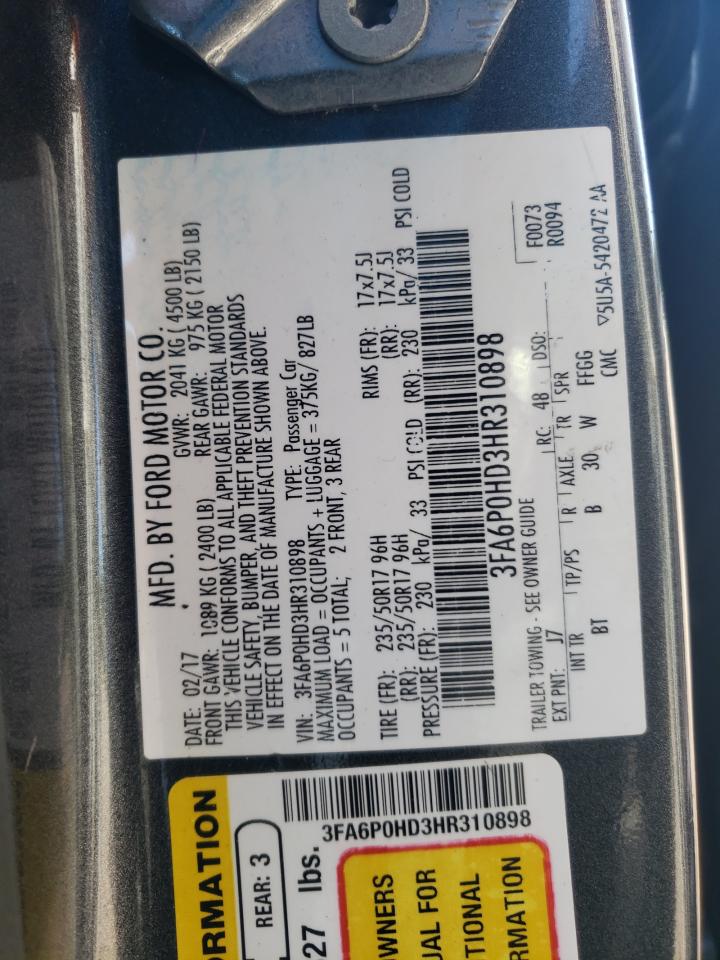 MFD. BY FORD MOTOR CO.
DATE: 02/17 GVWR: 2041 KG ( 4500 LB)
FRONT GAWR: 1089 KG ( 2400 LB) REAR GAWR: 975 KG ( 2150 LB)
THIS VEHICLE CONFORMS TO ALL APPLICABLE FEDERAL MOTOR
VEHICLE SAFETY, BUMPER, AND THEFT PREVENTION STANDARDS
IN EFFECT ON THE DATE OF MANUFACTURE SHOWN ABOVE.
VIN: 3FA6P0HD3HR310898 TYPE: Passenger Car
MAXIMUM LOAD = OCCUPANTS + LUGGAGE = 375KG/ 827LB
OCCUPANTS = 5 TOTAL; 2 FRONT, 3 REAR
TIRE (FR): 235/50R17 96H RIMS (FR): 17x7.5J
(RR): 235/50R17 96H (RR): 17x7.5J
PRESSURE (FR): 230 kPa/ 33 PSI COLD (RR): 230 kPa/ 33 PSI COLD
3FA6P0HD3HR310898
TRAILER TOWING - SEE OWNER GUIDE
F0073
R0094
EXT PNT: J7 RC: 48 DSO:
INT TR TP/PS R AXLE TR SPR
BT B 30 W FFGG
CMC ▽5U5A-5420472 AA
ORMATION
REAR: 3
27 lbs.
3FA6P0HD3HR310898
OWNERS
UAL FOR
TIONAL
RMATION